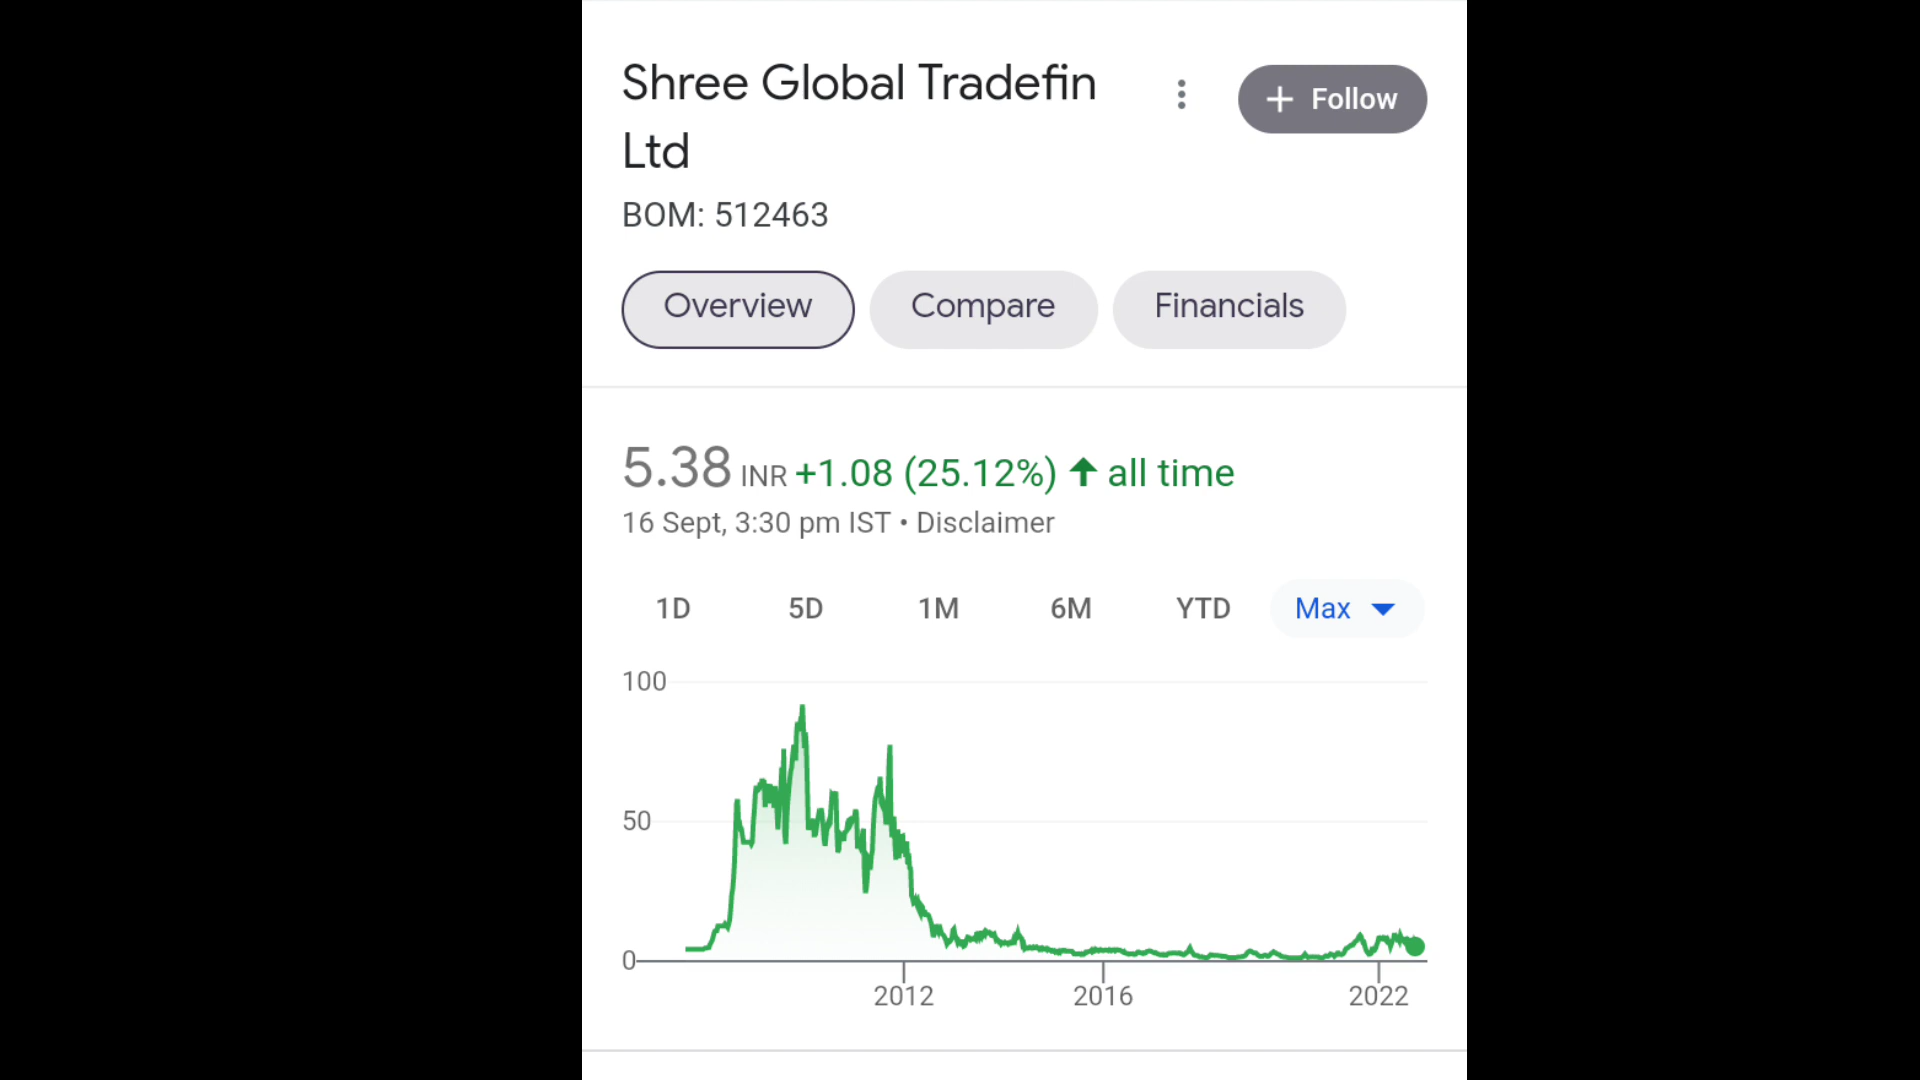 Shree Global Tradefin
Ltd
+ Follow
BOM: 512463
Overview Compare Financials
5.38 INR +1.08 (25.12%) ↑ all time
16 Sept, 3:30 pm IST • Disclaimer
1D 5D 1M 6M YTD Max
100
50
0
2012 2016 2022